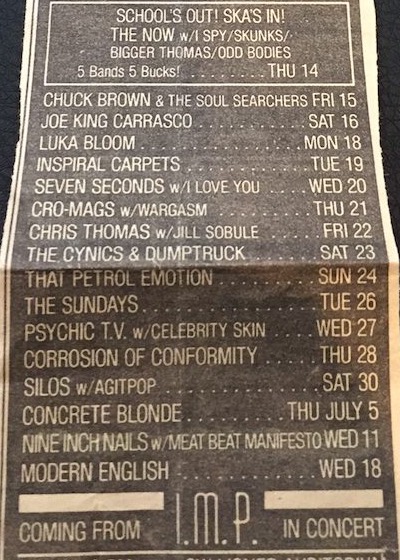 SCHOOL'S OUT! SKA'S IN!
THE NOW w/I SPY/SKUNKS/
BIGGER THOMAS/ODD BODIES
5 Bands 5 Bucks! ........ THU 14
CHUCK BROWN & THE SOUL SEARCHERS FRI 15
JOE KING CARRASCO ......... SAT 16
LUKA BLOOM ............... MON 18
INSPIRAL CARPETS ........... TUE 19
SEVEN SECONDS w/I LOVE YOU .... WED 20
CRO-MAGS w/WARGASM ........ THU 21
CHRIS THOMAS w/JILL SOBULE ..... FRI 22
THE CYNICS & DUMPTRUCK ...... SAT 23
THAT PETROL EMOTION ........ SUN 24
THE SUNDAYS ............... TUE 26
PSYCHIC T.V. w/CELEBRITY SKIN .... WED 27
CORROSION OF CONFORMITY .... THU 28
SILOS w/AGITPOP ............. SAT 30
CONCRETE BLONDE ........ THU JULY 5
NINE INCH NAILS w/MEAT BEAT MANIFESTO WED 11
MODERN ENGLISH ........... WED 18
COMING FROM I.M.P. IN CONCERT